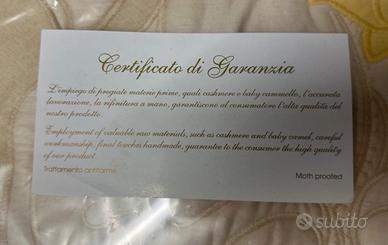 Certificato di Garanzia
L'impiego di pregiate materie prime, quali cashmere e baby cammello, l'accurata
lavorazione, la rifinitura a mano, garantiscono al consumatore l'alta qualità del
nostro prodotto.
Employment of valuable raw materials, such as cashmere and baby camel, careful
workmanship, final touches handmade, guarantee to the consumer the high quality
of our product
Trattamento antitarme
Moth proofed
subito